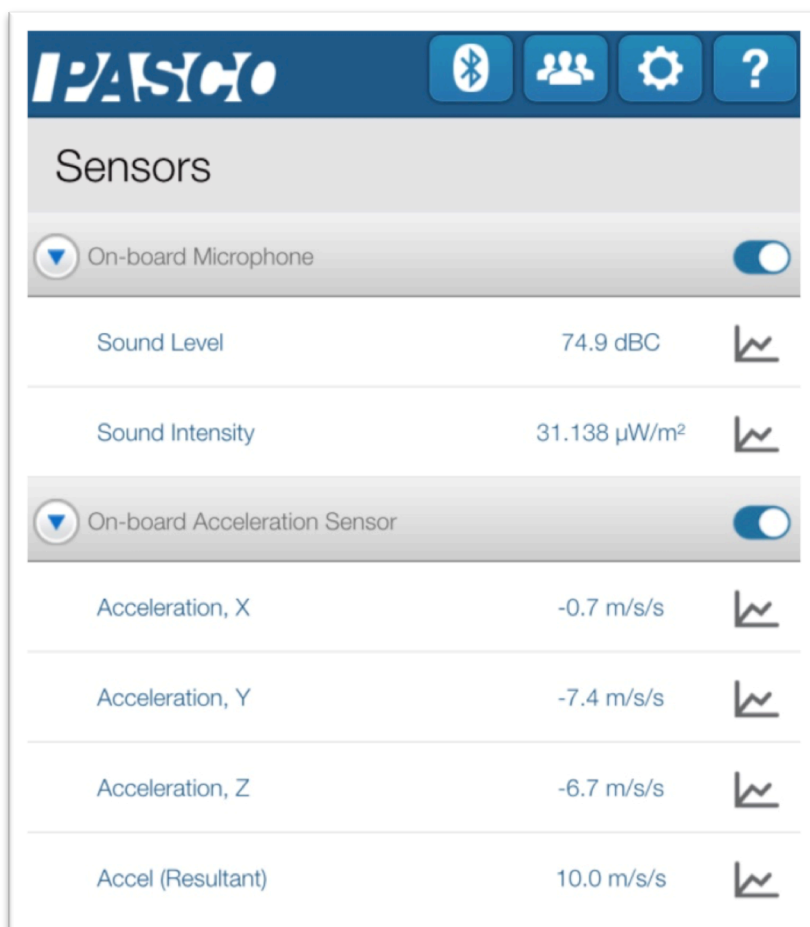 PASCO
?
Sensors
On-board Microphone
Sound Level 74.9 dBC
Sound Intensity 31.138 µW/m²
On-board Acceleration Sensor
Acceleration, X -0.7 m/s/s
Acceleration, Y -7.4 m/s/s
Acceleration, Z -6.7 m/s/s
Accel (Resultant) 10.0 m/s/s